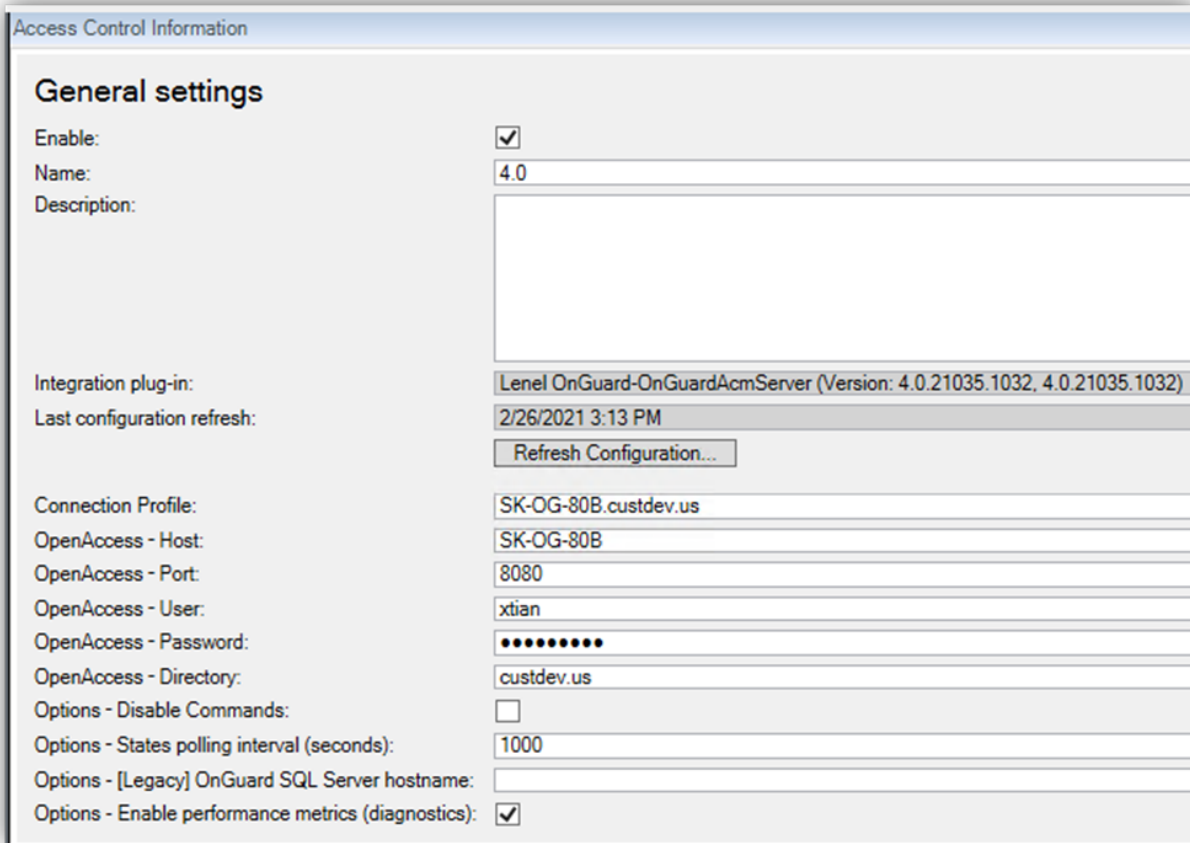 Access Control Information
General settings
Enable:
Name: 4.0
Description:
Integration plug-in: Lenel OnGuard-OnGuardAcmServer (Version: 4.0.21035.1032, 4.0.21035.1032)
Last configuration refresh: 2/26/2021 3:13 PM
Refresh Configuration...
Connection Profile: SK-OG-80B.custdev.us
OpenAccess - Host: SK-OG-80B
OpenAccess - Port: 8080
OpenAccess - User: xtian
OpenAccess - Password: ●●●●●●●●●
OpenAccess - Directory: custdev.us
Options - Disable Commands:
Options - States polling interval (seconds): 1000
Options - [Legacy] OnGuard SQL Server hostname:
Options - Enable performance metrics (diagnostics):